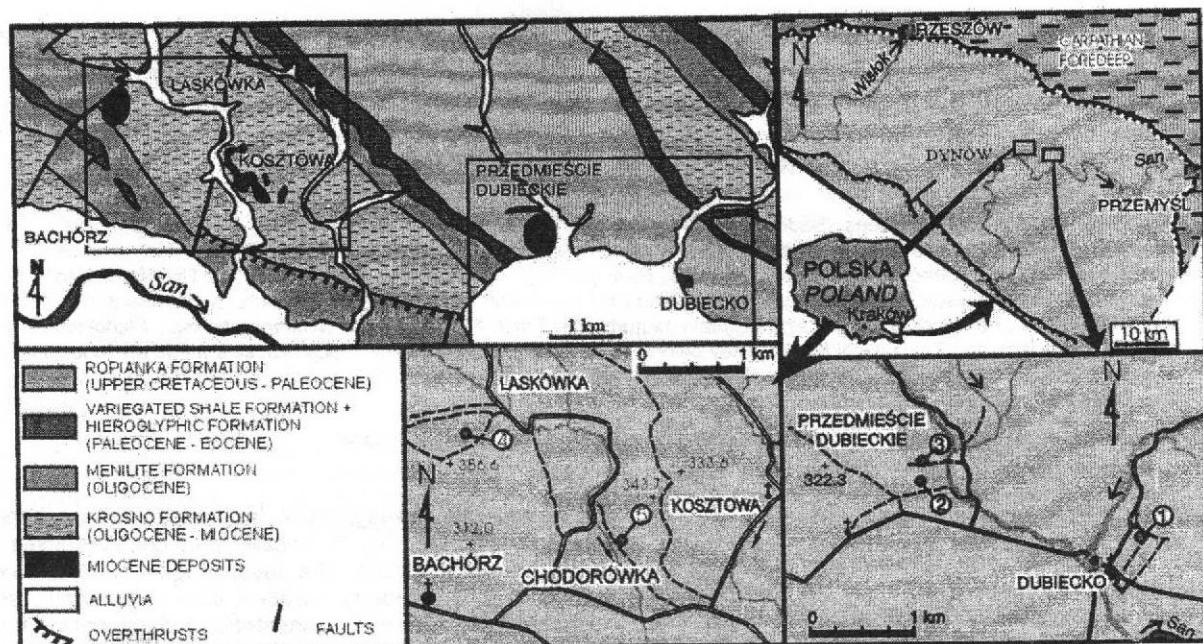 LASKÓWKA
KOSZTOWA
BACHÓRZ
N
San
PRZEDMIEŚCIE
DUBIECKIE
DUBIECKO
1 km
RZESZÓW
CARPATHIAN
FOREDEEP
N
Wisłok
DYNÓW
San
PRZEMYŚL
POLSKA
POLAND
Kraków
10 km
ROPIANKA FORMATION
(UPPER CRETACEOUS - PALEOCENE)
VARIEGATED SHALE FORMATION +
HIEROGLYPHIC FORMATION
(PALEOCENE - EOCENE)
MENILITE FORMATION
(OLIGOCENE)
KROSNO FORMATION
(OLIGOCENE - MIOCENE)
MIOCENE DEPOSITS
ALLUVIA
OVERTHRUSTS
FAULTS
0 1 km
LASKÓWKA
4
356.6
N
333.6
343.7
KOSZTOWA
5
BACHÓRZ
CHODORÓWKA
N
PRZEDMIEŚCIE
DUBIECKIE
3
322.3
2
1
DUBIECKO
0 1 km
San